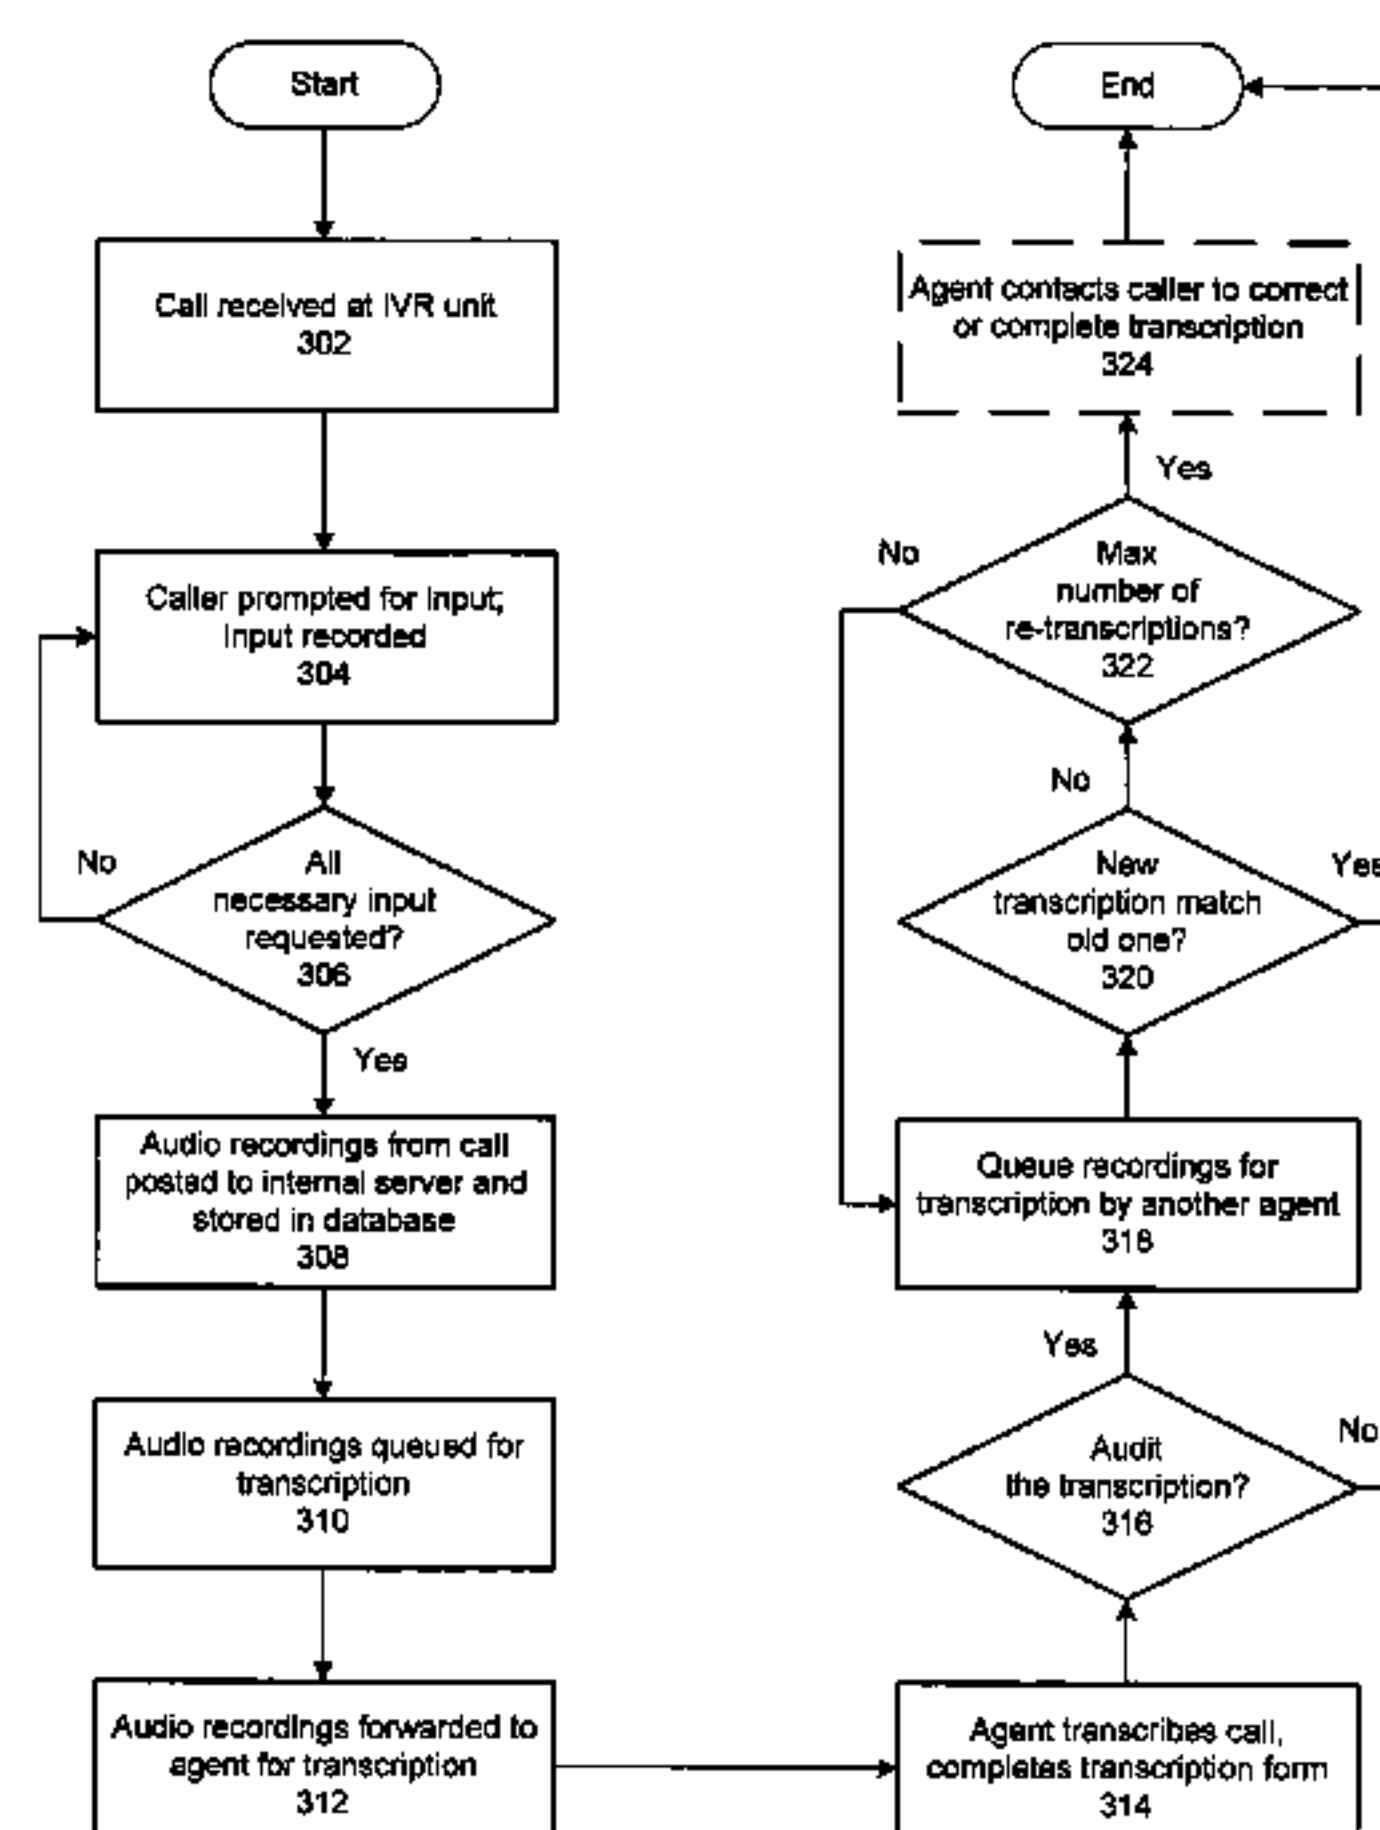 Start
Call received at IVR unit
302
Caller prompted for input;
input recorded
304
No
All
necessary input
requested?
306
Yes
Audio recordings from call
posted to internal server and
stored in database
308
Audio recordings queued for
transcription
310
Audio recordings forwarded to
agent for transcription
312
End
Agent contacts caller to correct
or complete transcription
324
Yes
No
Max
number of
re-transcriptions?
322
No
New
transcription match
old one?
320
Yes
Queue recordings for
transcription by another agent
318
Yes
Audit
the transcription?
316
No
Agent transcribes call,
completes transcription form
314